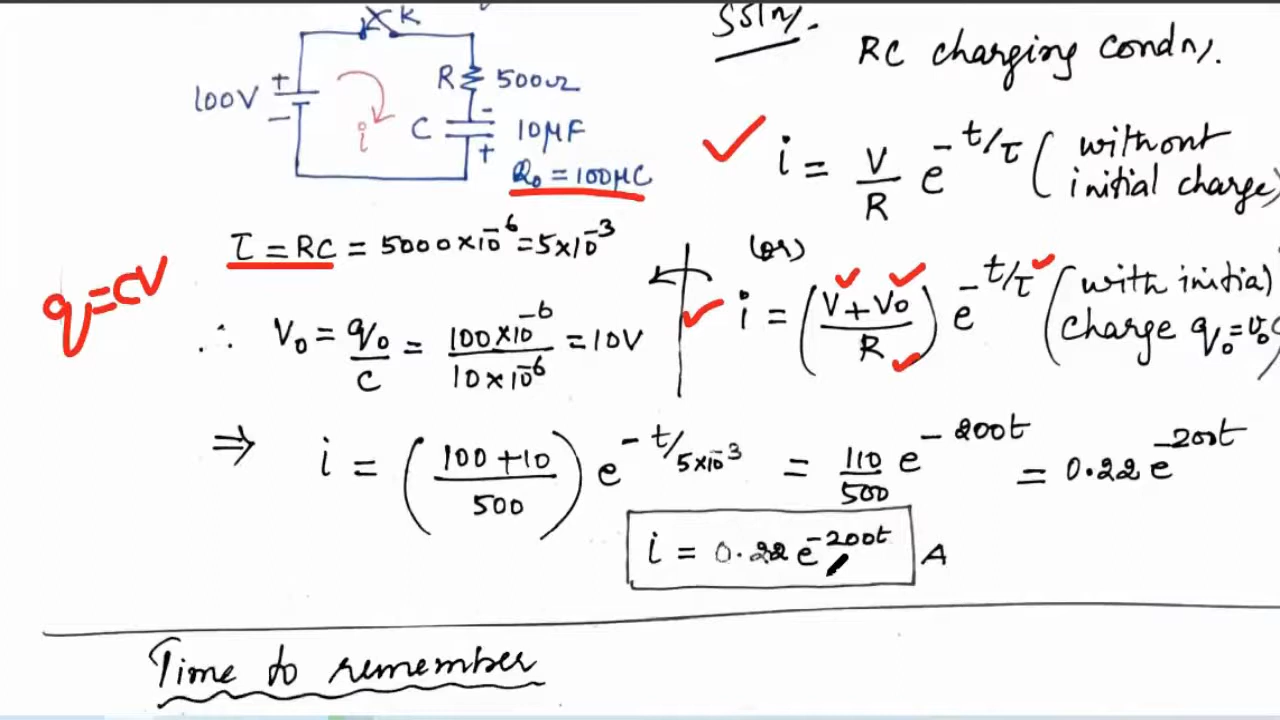 K
SSln/.
RC charging condn/.
100V + −
i
R 500Ω
C − + 10μF
Q₀ = 100μC
i = V/R e^(−t/τ) ( without initial charge)
τ = RC = 5000×10^−6 = 5×10^−3
(or)
q=CV
i = (V+V₀/R) e^(−t/τ) (with initial charge q₀=v₀
∴ V₀ = q₀/C = 100×10^−6/10×10^−6 = 10V
⇒ i = (100+10/500) e^(−t/5×10^−3) = 110/500 e^(−200t) = 0.22 e^(−200t)
i = 0.22 e^(−200t) A
Time to remember